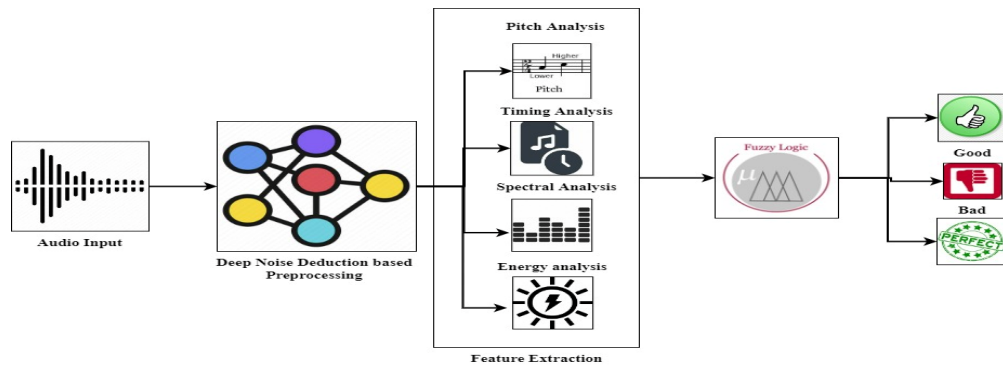 Pitch Analysis
Higher
Lower
Pitch
Timing Analysis
Spectral Analysis
Energy analysis
Feature Extraction
Audio Input
Deep Noise Deduction based
Preprocessing
Fuzzy Logic
μ
Good
Bad
PERFECT